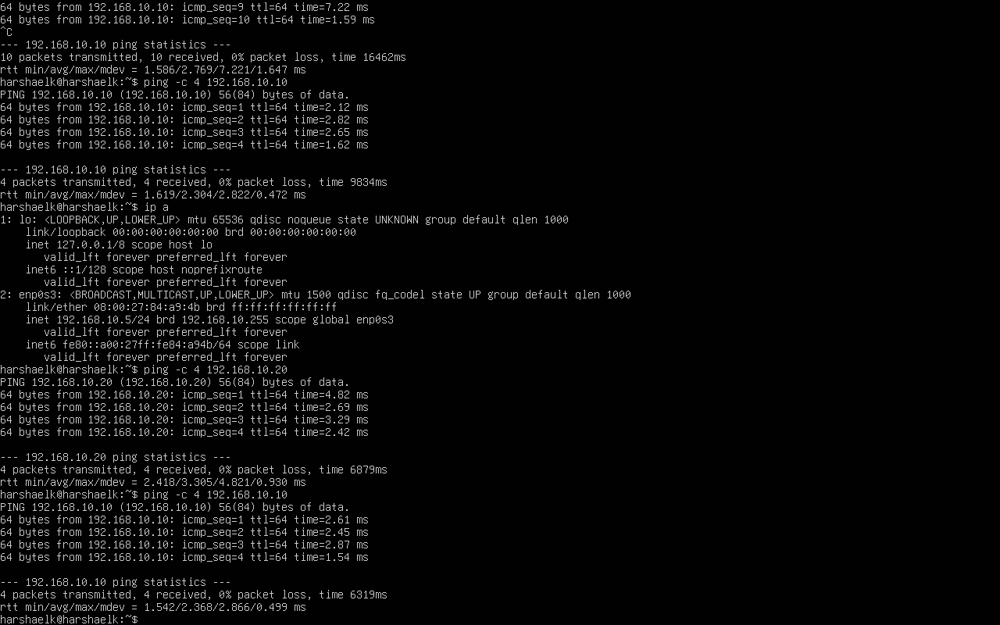 64 bytes from 192.168.10.10: icmp_seq=9 ttl=64 time=7.22 ms
64 bytes from 192.168.10.10: icmp_seq=10 ttl=64 time=1.59 ms
^C
--- 192.168.10.10 ping statistics ---
10 packets transmitted, 10 received, 0% packet loss, time 16462ms
rtt min/avg/max/mdev = 1.586/2.769/7.221/1.647 ms
harshaelk@harshaelk:~$ ping -c 4 192.168.10.10
PING 192.168.10.10 (192.168.10.10) 56(84) bytes of data.
64 bytes from 192.168.10.10: icmp_seq=1 ttl=64 time=2.12 ms
64 bytes from 192.168.10.10: icmp_seq=2 ttl=64 time=2.82 ms
64 bytes from 192.168.10.10: icmp_seq=3 ttl=64 time=2.65 ms
64 bytes from 192.168.10.10: icmp_seq=4 ttl=64 time=1.62 ms

--- 192.168.10.10 ping statistics ---
4 packets transmitted, 4 received, 0% packet loss, time 9834ms
rtt min/avg/max/mdev = 1.619/2.304/2.822/0.472 ms
harshaelk@harshaelk:~$ ip a
1: lo: <LOOPBACK,UP,LOWER_UP> mtu 65536 qdisc noqueue state UNKNOWN group default qlen 1000
    link/loopback 00:00:00:00:00:00 brd 00:00:00:00:00:00
    inet 127.0.0.1/8 scope host lo
       valid_lft forever preferred_lft forever
    inet6 ::1/128 scope host noprefixroute
       valid_lft forever preferred_lft forever
2: enp0s3: <BROADCAST,MULTICAST,UP,LOWER_UP> mtu 1500 qdisc fq_codel state UP group default qlen 1000
    link/ether 08:00:27:84:a9:4b brd ff:ff:ff:ff:ff:ff
    inet 192.168.10.5/24 brd 192.168.10.255 scope global enp0s3
       valid_lft forever preferred_lft forever
    inet6 fe80::a00:27ff:fe84:a94b/64 scope link
       valid_lft forever preferred_lft forever
harshaelk@harshaelk:~$ ping -c 4 192.168.10.20
PING 192.168.10.20 (192.168.10.20) 56(84) bytes of data.
64 bytes from 192.168.10.20: icmp_seq=1 ttl=64 time=4.82 ms
64 bytes from 192.168.10.20: icmp_seq=2 ttl=64 time=2.69 ms
64 bytes from 192.168.10.20: icmp_seq=3 ttl=64 time=3.29 ms
64 bytes from 192.168.10.20: icmp_seq=4 ttl=64 time=2.42 ms

--- 192.168.10.20 ping statistics ---
4 packets transmitted, 4 received, 0% packet loss, time 6879ms
rtt min/avg/max/mdev = 2.418/3.305/4.821/0.930 ms
harshaelk@harshaelk:~$ ping -c 4 192.168.10.10
PING 192.168.10.10 (192.168.10.10) 56(84) bytes of data.
64 bytes from 192.168.10.10: icmp_seq=1 ttl=64 time=2.61 ms
64 bytes from 192.168.10.10: icmp_seq=2 ttl=64 time=2.45 ms
64 bytes from 192.168.10.10: icmp_seq=3 ttl=64 time=2.87 ms
64 bytes from 192.168.10.10: icmp_seq=4 ttl=64 time=1.54 ms

--- 192.168.10.10 ping statistics ---
4 packets transmitted, 4 received, 0% packet loss, time 6319ms
rtt min/avg/max/mdev = 1.542/2.368/2.866/0.499 ms
harshaelk@harshaelk:~$